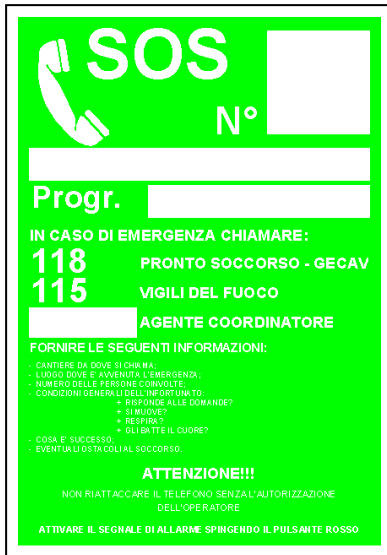 SOS
N°
Progr.
IN CASO DI EMERGENZA CHIAMARE:
118 PRONTO SOCCORSO - GECAV
115 VIGILI DEL FUOCO
AGENTE COORDINATORE
FORNIRE LE SEGUENTI INFORMAZIONI:
- CANTIERE DA DOVE SI CHIAMA;
- LUOGO DOVE E' AVVENUTA L'EMERGENZA;
- NUMERO DELLE PERSONE COINVOLTE;
- CONDIZIONI GENERALI DELL'INFORTUNATO:
+ RISPONDE ALLE DOMANDE?
+ SI MUOVE?
+ RESPIRA?
+ GLI BATTE IL CUORE?
- COSA E' SUCCESSO;
- EVENTUALI OSTACOLI AL SOCCORSO.
ATTENZIONE!!!
NON RIATTACCARE IL TELEFONO SENZA L'AUTORIZZAZIONE
DELL'OPERATORE
ATTIVARE IL SEGNALE DI ALLARME SPINGENDO IL PULSANTE ROSSO